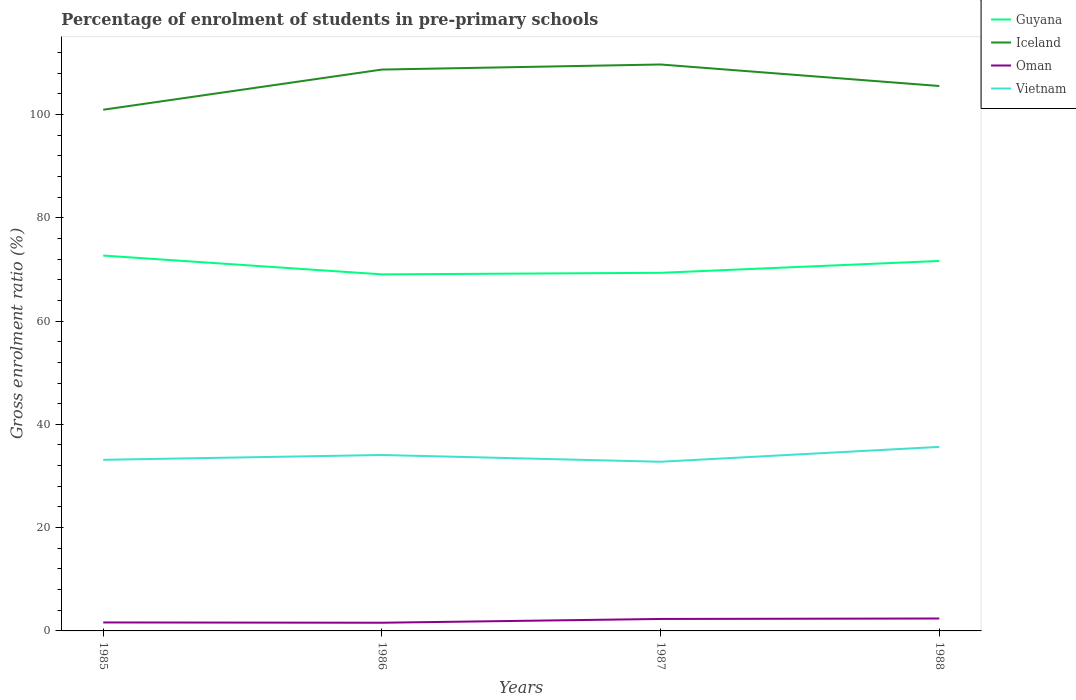 Percentage of enrolment of students in pre-primary schools
Guyana
Iceland
Oman
Vietnam
Gross enrolment ratio (%)
100
80
60
40
20
0
1985
1986
1987
1988
Years